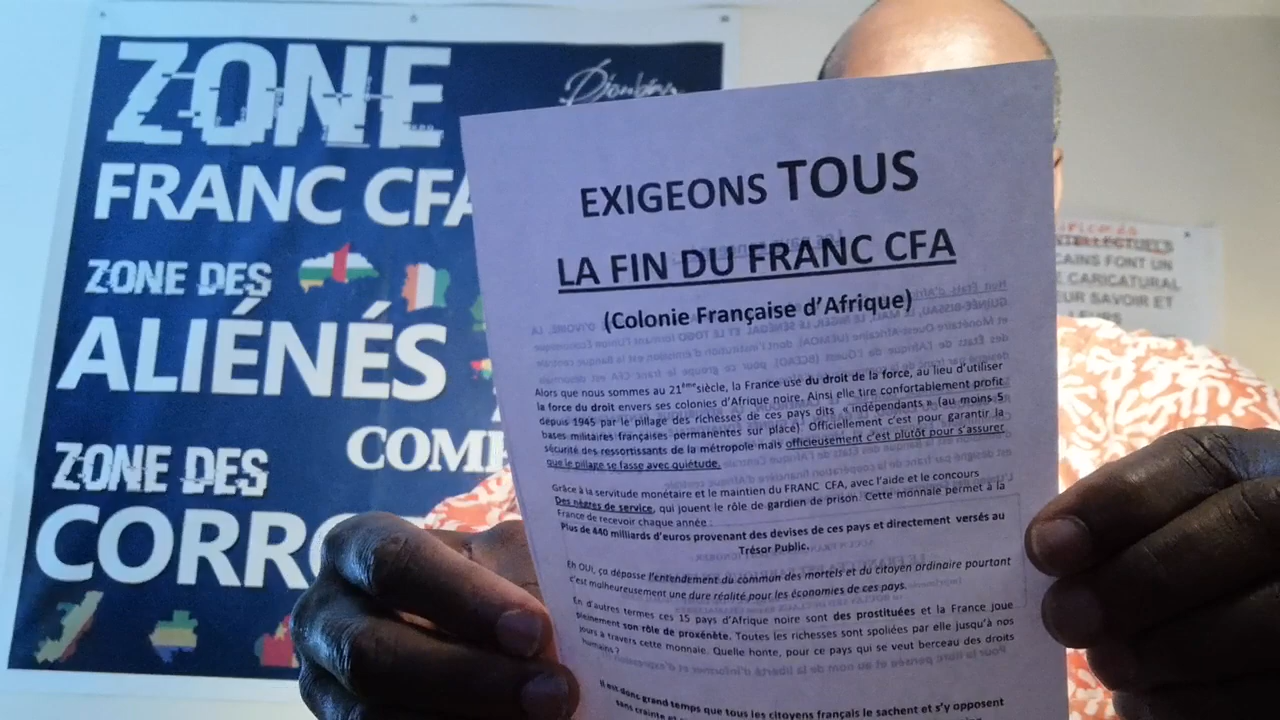 ZONE
FRANC CFA
ZONE DES
ALIÉNÉS
ZONE DES
CORRO
EXIGEONS TOUS
LA FIN DU FRANC CFA
(Colonie Française d'Afrique)
Alors que nous sommes au 21ème siècle, la France use du droit de la force, au lieu d'utiliser
la force du droit envers ses colonies d'Afrique noire. Ainsi elle tire confortablement profit
depuis 1945 par le pillage des richesses de ces pays dits « indépendants » (au moins 5
bases militaires françaises permanentes sur place). Officiellement c'est pour garantir la
sécurité des ressortissants de la métropole mais officieusement c'est plutôt pour s'assurer
que le pillage se fasse avec quiétude.
Grâce à la servitude monétaire et le maintien du FRANC CFA, avec l'aide et le concours
Des nègres de service, qui jouent le rôle de gardien de prison. Cette monnaie permet à la
France de recevoir chaque année :
Plus de 440 milliards d'euros provenant des devises de ces pays et directement versés au
Trésor Public.
Eh OUI, ça dépasse l'entendement du commun des mortels et du citoyen ordinaire pourtant
c'est malheureusement une dure réalité pour les économies de ces pays.
En d'autres termes ces 15 pays d'Afrique noire sont des prostituées et la France joue
pleinement son rôle de proxénète. Toutes les richesses sont spoliées par elle jusqu'à nos
jours à travers cette monnaie. Quelle honte, pour ce pays qui se veut berceau des droits
humains ?
Il est donc grand temps que tous les citoyens français le sachent et s'y opposent
sans crainte et
NTELLECTUELS
CAINS FONT UN
CARICATURAL
EUR SAVOIR ET
LEURS